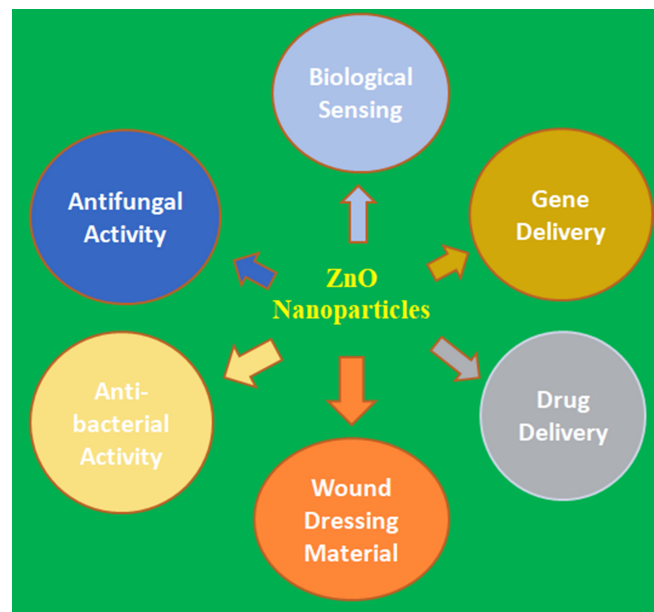 Biological
Sensing
Antifungal
Activity
Gene
Delivery
ZnO
Nanoparticles
Anti-
bacterial
Activity
Drug
Delivery
Wound
Dressing
Material